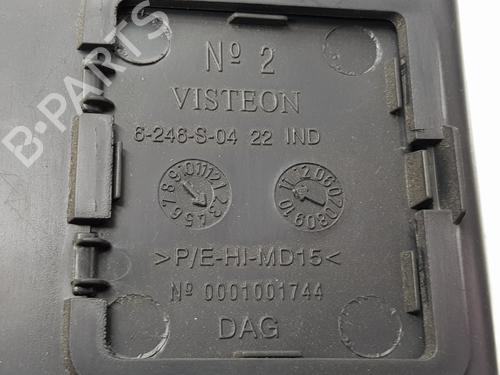 Nº 2
VISTEON
6-246-S-04 22 IND
>P/E-HI-MD15<
Nº 0001001744
DAG
B-PARTS